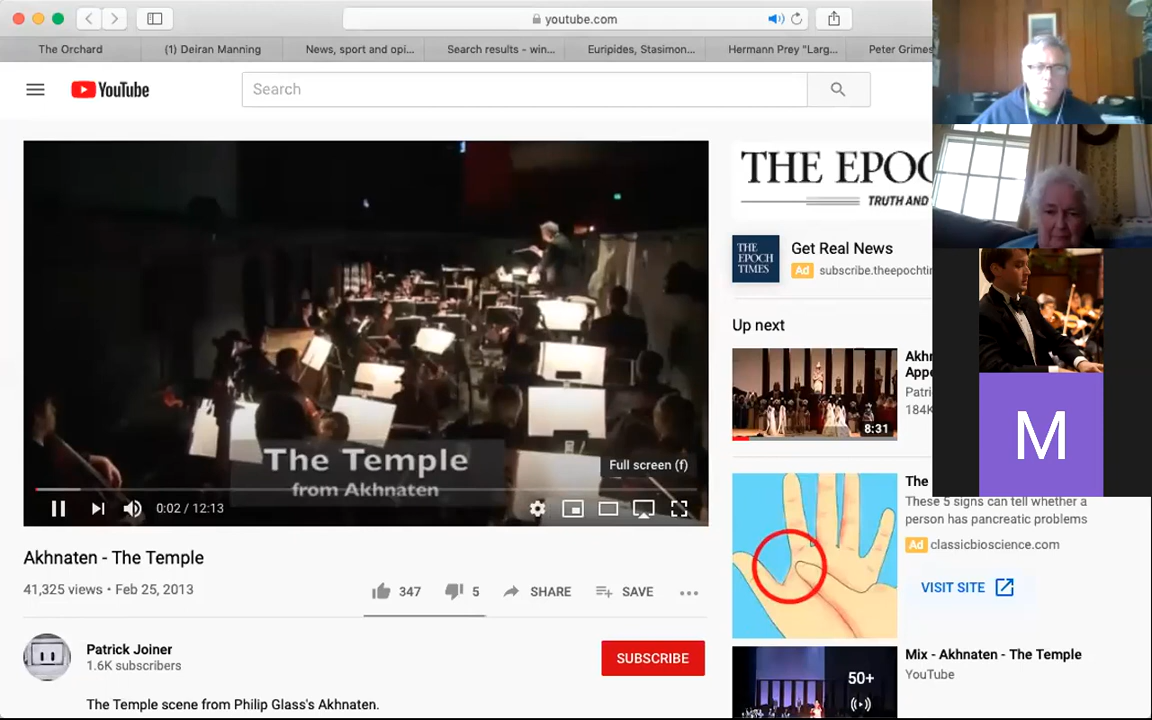 youtube.com
The Orchard
(1) Deiran Manning
News, sport and opi...
Search results - win...
Euripides, Stasimon...
Hermann Prey "Larg...
Peter Grimes
YouTube
Search
THE EPOC
TRUTH AND
THE
EPOCH
TIMES
Get Real News
Ad subscribe.theepochtin
Up next
The Temple
from Akhnaten
Full screen (f)
0:02 / 12:13
Akhn
Appe
Patri
184K
8:31
M
The
These 5 signs can tell whether a
person has pancreatic problems
Ad classicbioscience.com
VISIT SITE
Akhnaten - The Temple
41,325 views • Feb 25, 2013
347
5
SHARE
SAVE
Patrick Joiner
1.6K subscribers
SUBSCRIBE
The Temple scene from Philip Glass's Akhnaten.
50+
Mix - Akhnaten - The Temple
YouTube